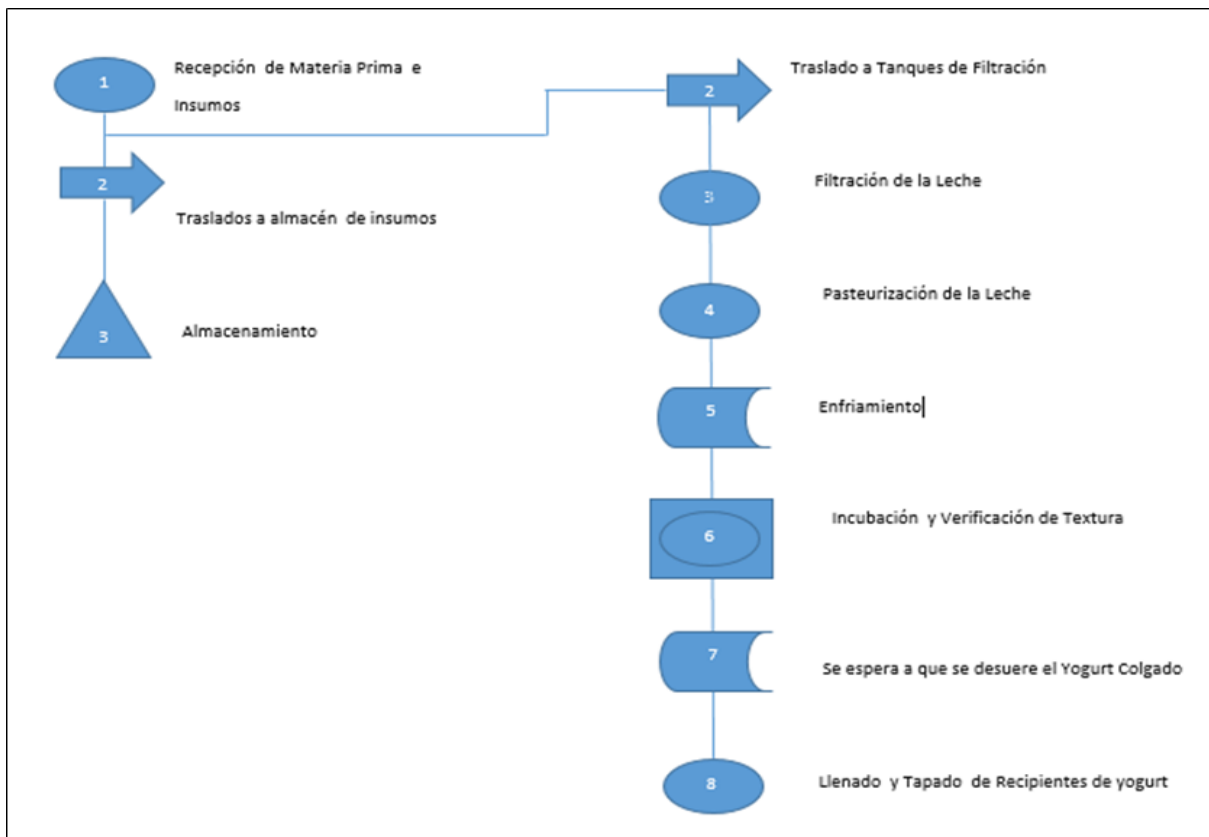 1
Recepción de Materia Prima e
Insumos
2
Traslados a almacén de insumos
3
Almacenamiento
2
Traslado a Tanques de Filtración
3
Filtración de la Leche
4
Pasteurización de la Leche
5
Enfriamiento
6
Incubación y Verificación de Textura
7
Se espera a que se desuere el Yogurt Colgado
8
Llenado y Tapado de Recipientes de yogurt